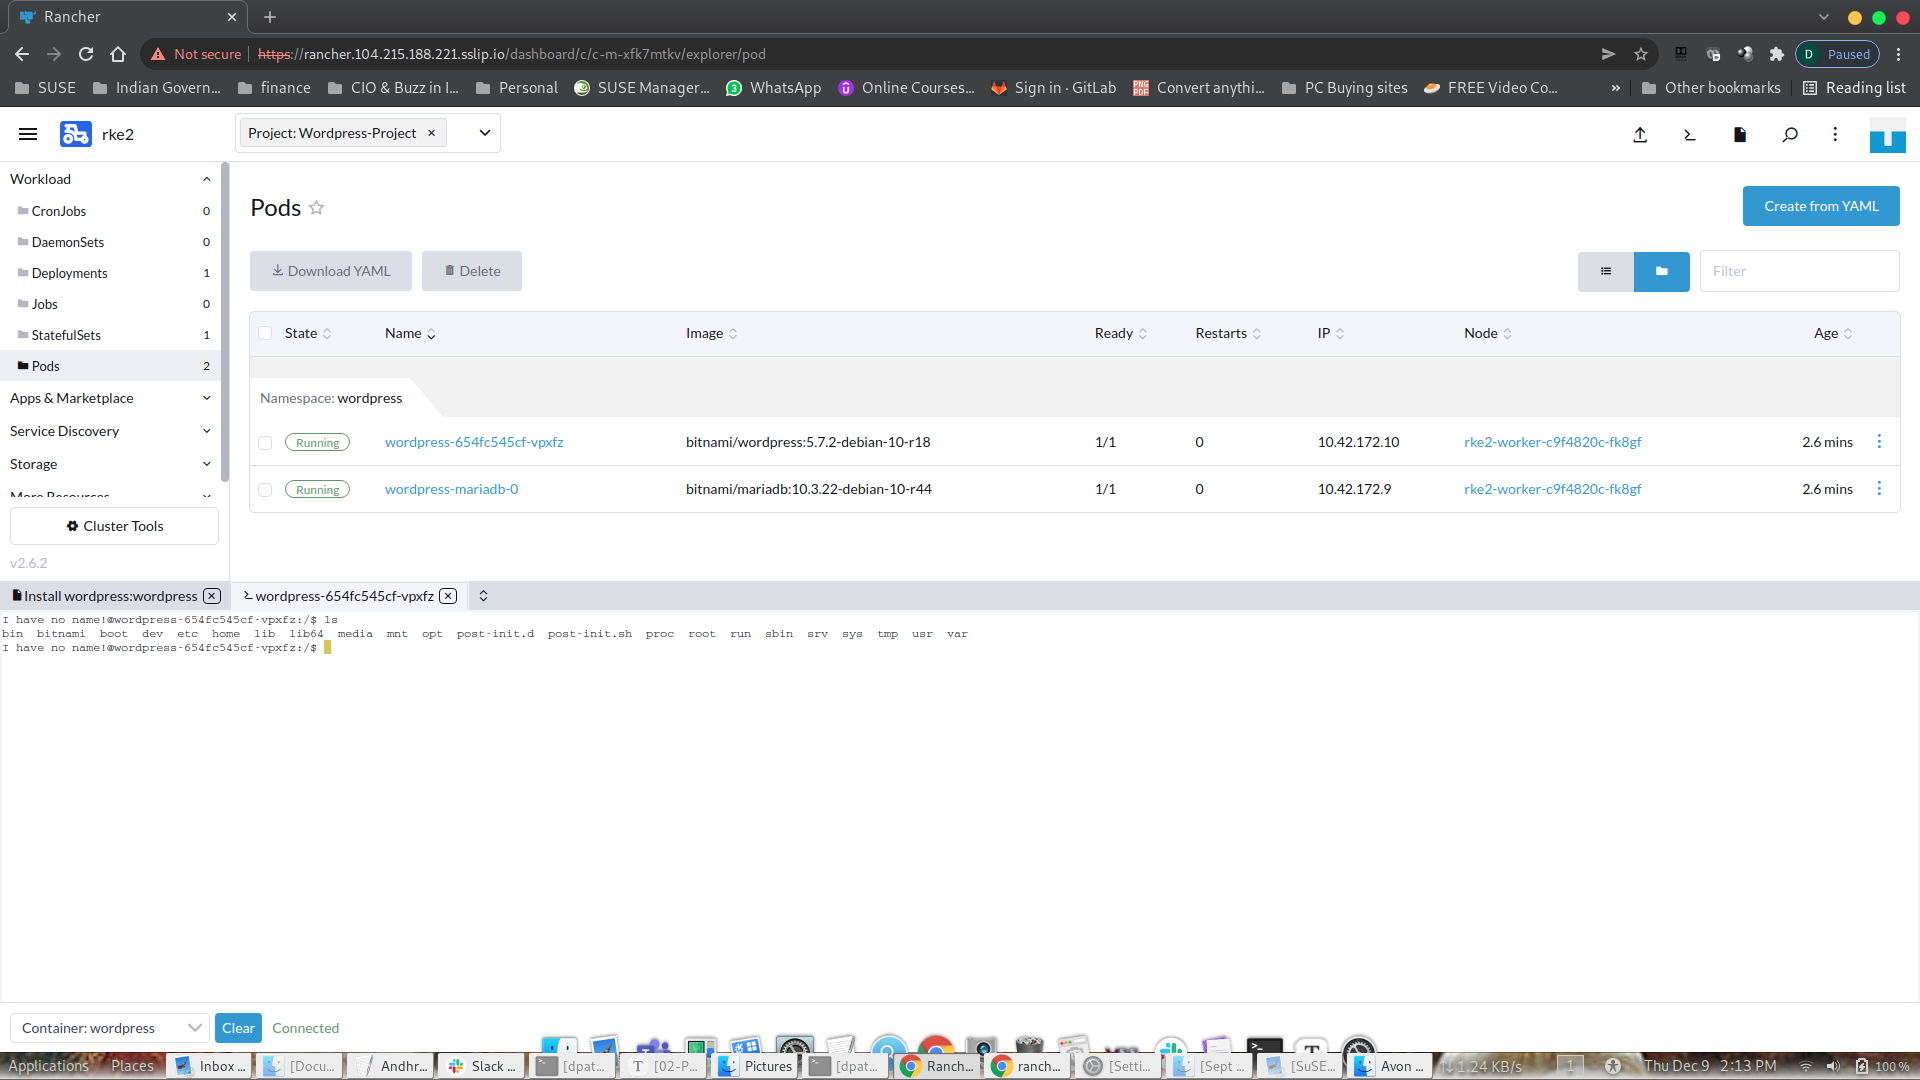 Rancher
Not secure https://rancher.104.215.188.221.sslip.io/dashboard/c/c-m-xfk7mtkv/explorer/pod D Paused
SUSE Indian Govern... finance CIO & Buzz in I... Personal SUSE Manager... WhatsApp Online Courses... Sign in · GitLab Convert anythi... PC Buying sites FREE Video Co... » Other bookmarks Reading list
rke2 Project: Wordpress-Project
Workload
CronJobs 0
DaemonSets 0
Deployments 1
Jobs 0
StatefulSets 1
Pods 2
Apps & Marketplace
Service Discovery
Storage
More Resources
Cluster Tools
v2.6.2
Pods
Create from YAML
Download YAML Delete Filter
State Name Image Ready Restarts IP Node Age
Namespace: wordpress
Running wordpress-654fc545cf-vpxfz bitnami/wordpress:5.7.2-debian-10-r18 1/1 0 10.42.172.10 rke2-worker-c9f4820c-fk8gf 2.6 mins
Running wordpress-mariadb-0 bitnami/mariadb:10.3.22-debian-10-r44 1/1 0 10.42.172.9 rke2-worker-c9f4820c-fk8gf 2.6 mins
Install wordpress:wordpress wordpress-654fc545cf-vpxfz
I have no name!@wordpress-654fc545cf-vpxfz:/$ ls
bin bitnami boot dev etc home lib lib64 media mnt opt post-init.d post-init.sh proc root run sbin srv sys tmp usr var
I have no name!@wordpress-654fc545cf-vpxfz:/$
Container: wordpress Clear Connected
Applications Places Inbox ... [Docu... Andhr... Slack ... [dpat... [02-P... Pictures [dpat... Ranch... ranch... [Setti... [Sept ... [SuSE... Avon ... 1.24 KB/s 1 Thu Dec 9 2:13 PM 100 %